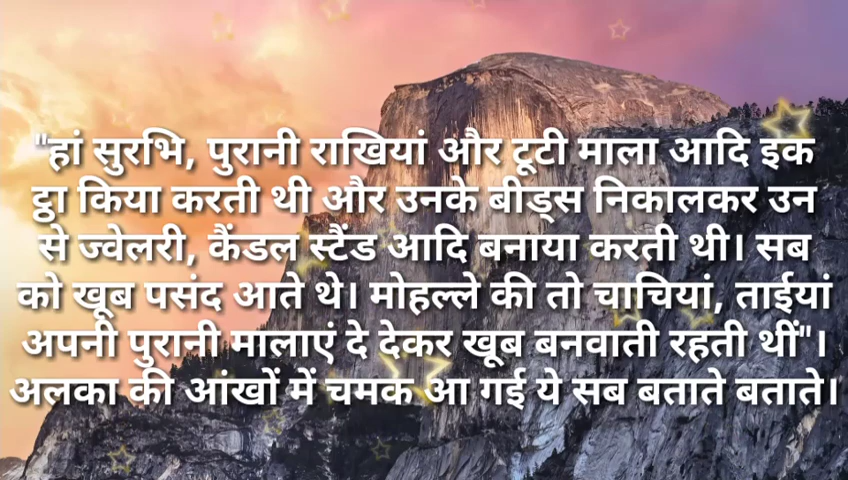 "हां सुरभि, पुरानी राखियां और टूटी माला आदि इक
ट्ठा किया करती थी और उनके बीड्स निकालकर उन
से ज्वेलरी, कैंडल स्टैंड आदि बनाया करती थी। सब
को खूब पसंद आते थे। मोहल्ले की तो चाचियां, ताईयां
अपनी पुरानी मालाएं दे देकर खूब बनवाती रहती थीं"।
अलका की आंखों में चमक आ गई ये सब बताते बताते।